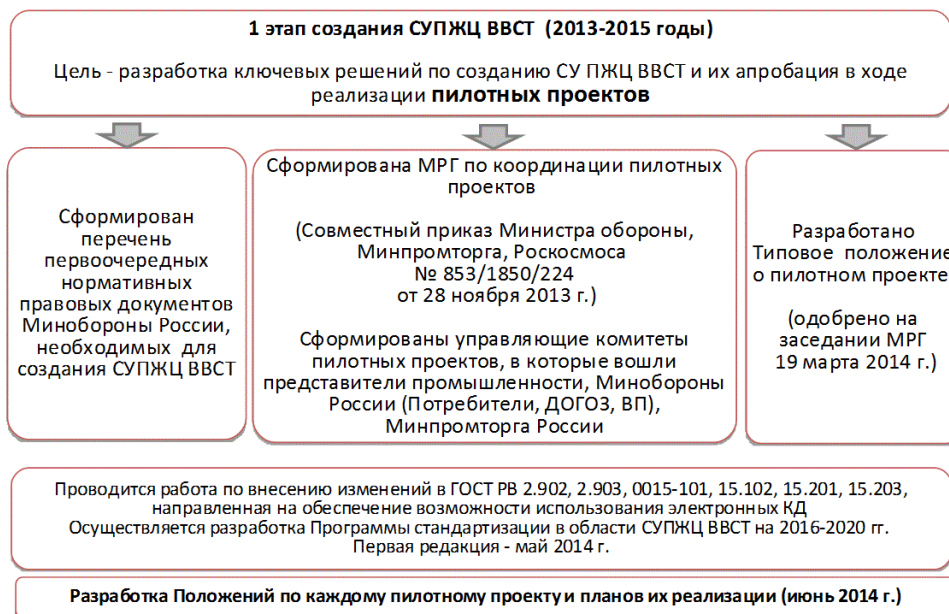 1 этап создания СУПЖЦ ВВСТ (2013-2015 годы)
Цель - разработка ключевых решений по созданию СУ ПЖЦ ВВСТ и их апробация в ходе
реализации пилотных проектов
Сформирован
перечень
первоочередных
нормативных
правовых документов
Минобороны России,
необходимых для
создания СУПЖЦ ВВСТ
Сформирована МРГ по координации пилотных
проектов
(Совместный приказ Министра обороны,
Минпромторга, Роскосмоса
№ 853/1850/224
от 28 ноября 2013 г.)
Сформированы управляющие комитеты
пилотных проектов, в которые вошли
представители промышленности, Минобороны
России (Потребители, ДОГОЗ, ВП),
Минпромторга России
Разработано
Типовое положение
о пилотном проекте
(одобрено на
заседании МРГ
19 марта 2014 г.)
Проводится работа по внесению изменений в ГОСТ РВ 2.902, 2.903, 0015-101, 15.102, 15.201, 15.203,
направленная на обеспечение возможности использования электронных КД
Осуществляется разработка Программы стандартизации в области СУПЖЦ ВВСТ на 2016-2020 гг.
Первая редакция - май 2014 г.
Разработка Положений по каждому пилотному проекту и планов их реализации (июнь 2014 г.)